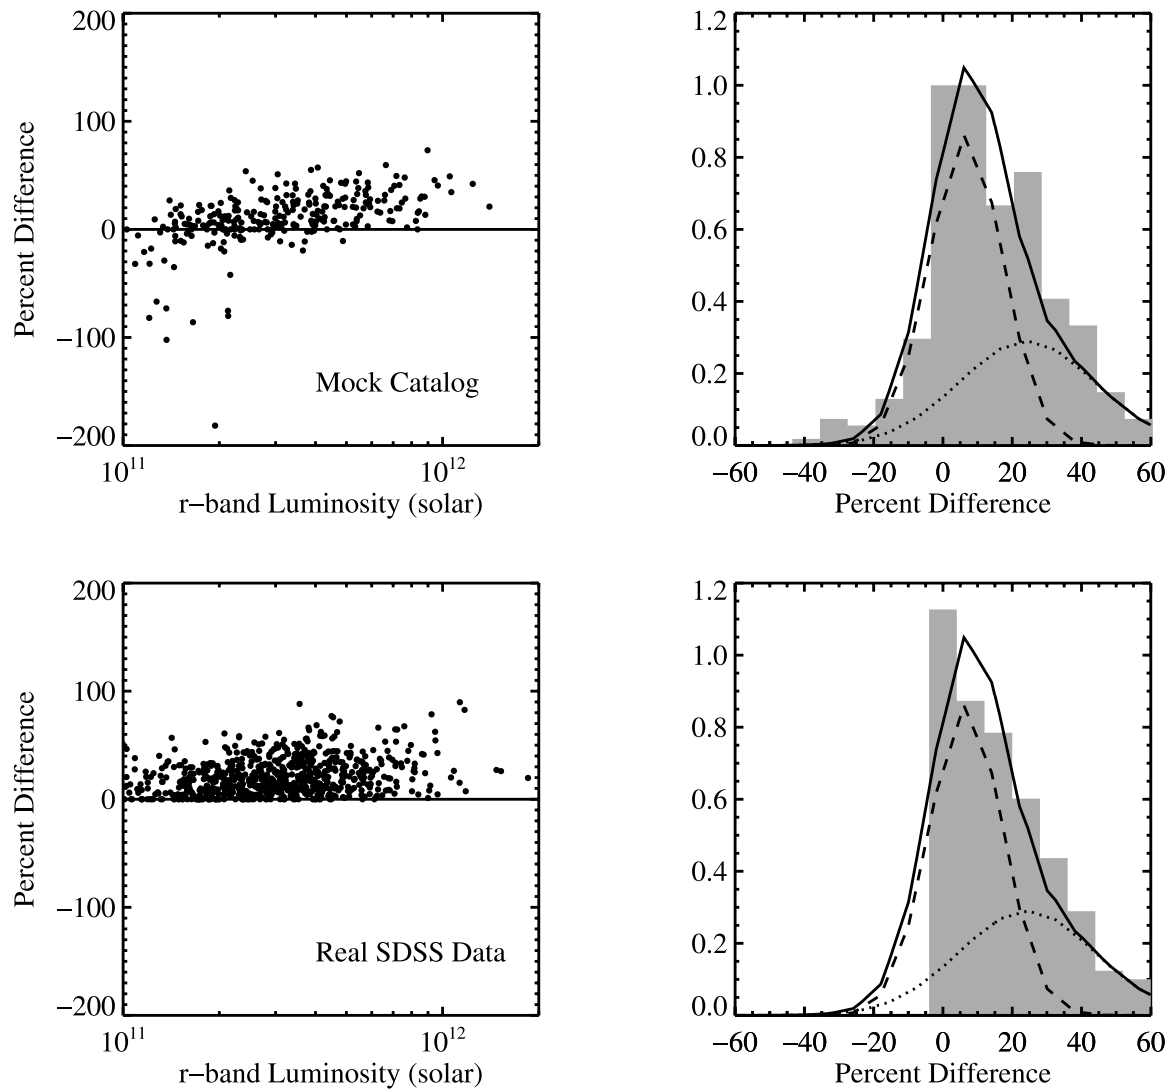 200
100
0
−100
−200
Percent Difference
Mock Catalog
10^11
10^12
r−band Luminosity (solar)
1.2
1.0
0.8
0.6
0.4
0.2
0.0
−60 −40 −20 0 20 40 60
Percent Difference
200
100
0
−100
−200
Percent Difference
Real SDSS Data
10^11
10^12
r−band Luminosity (solar)
1.2
1.0
0.8
0.6
0.4
0.2
0.0
−60 −40 −20 0 20 40 60
Percent Difference